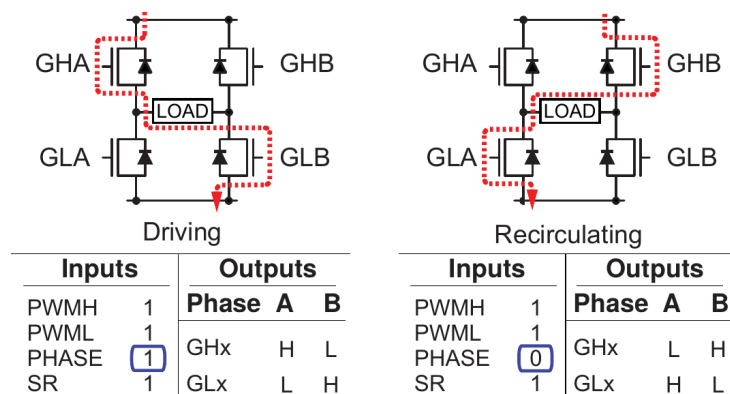 GHA
GHB
LOAD
GLA
GLB
Driving
Inputs Outputs
PWMH 1
PWML 1
PHASE 1
SR 1
Phase A B
GHx H L
GLx L H
GHA
GHB
LOAD
GLA
GLB
Recirculating
Inputs Outputs
PWMH 1
PWML 1
PHASE 0
SR 1
Phase A B
GHx L H
GLx H L